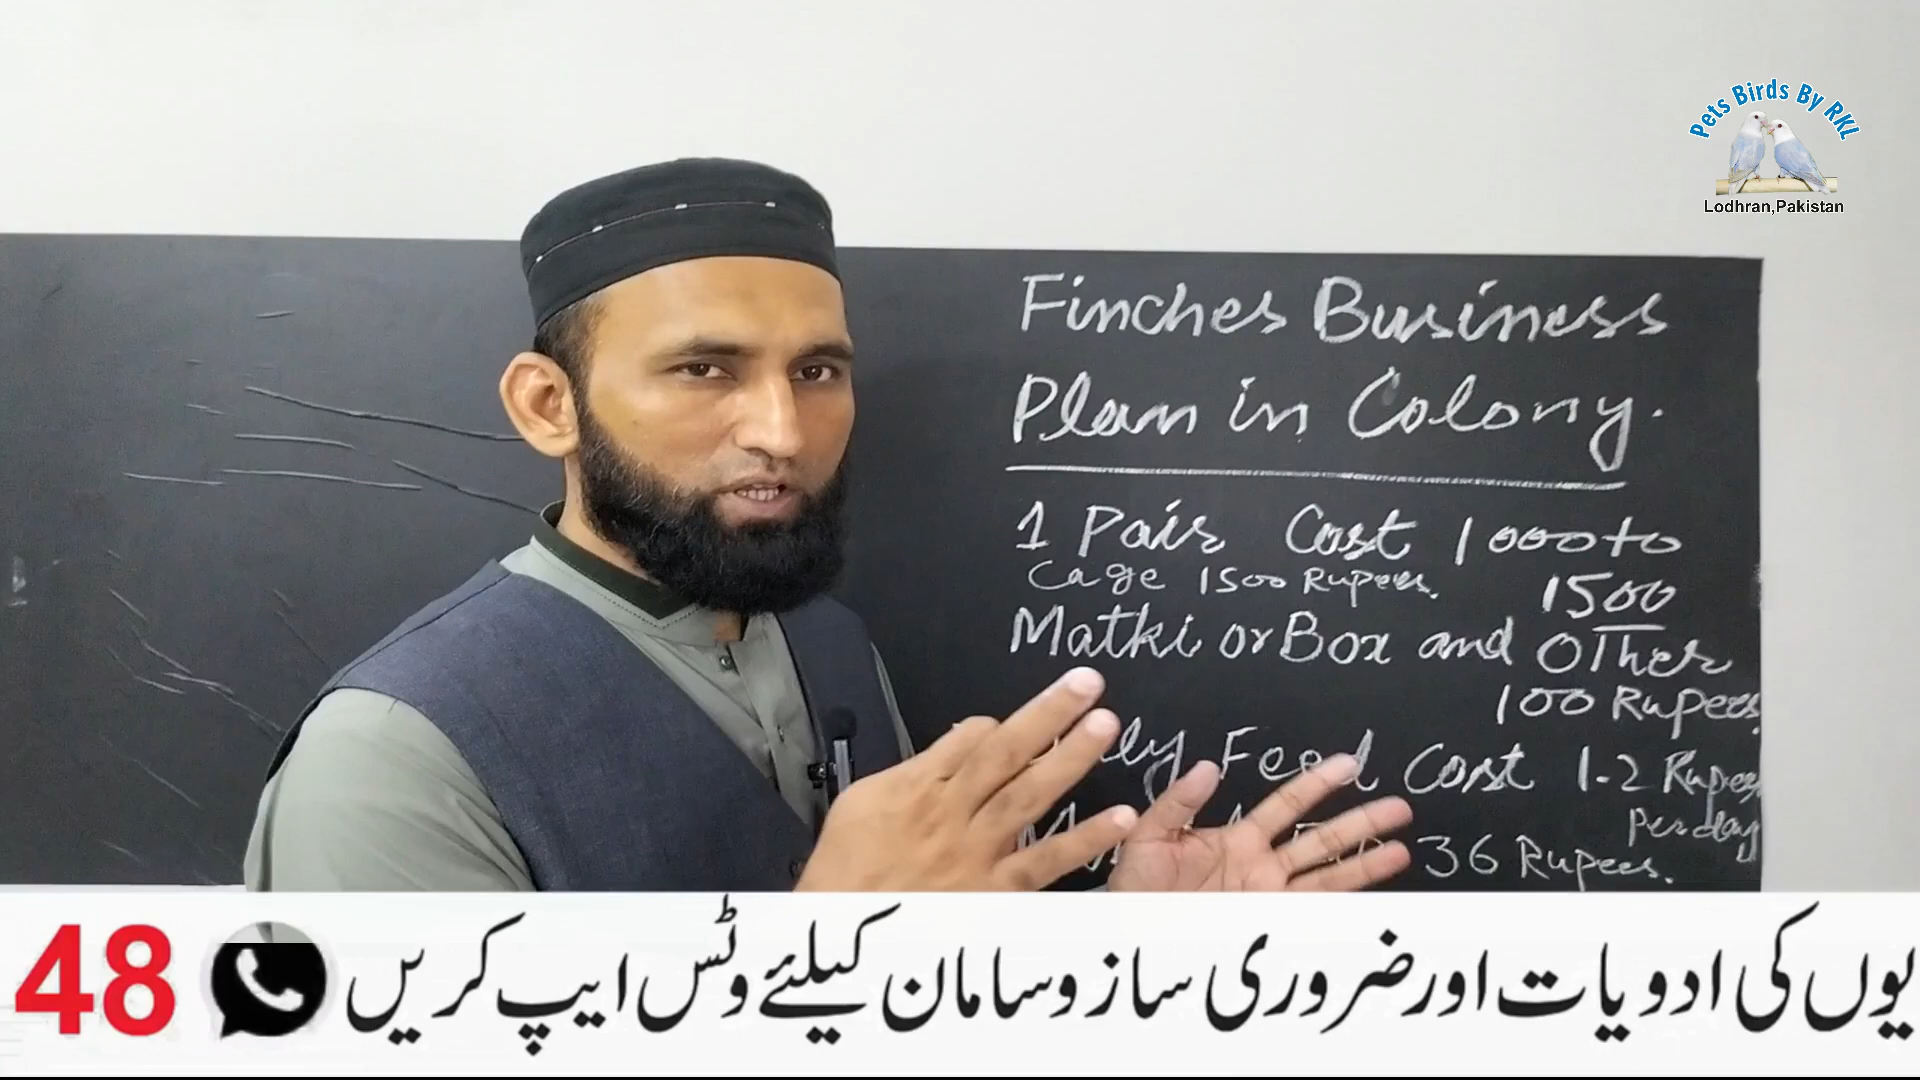 Pets Birds By RKL
Lodhran,Pakistan
Finches Business
Plan in Colony.
1 Pair Cost 1000 to
1500
Cage 1500 Rupees.
Matki or Box and Other
100 Rupees.
Feed Cost 1.2 Rupees
Per day
36 Rupees.
یوں کی ادویات اور ضروری سازوسامان کیلئے وٹس ایپ کریں 48